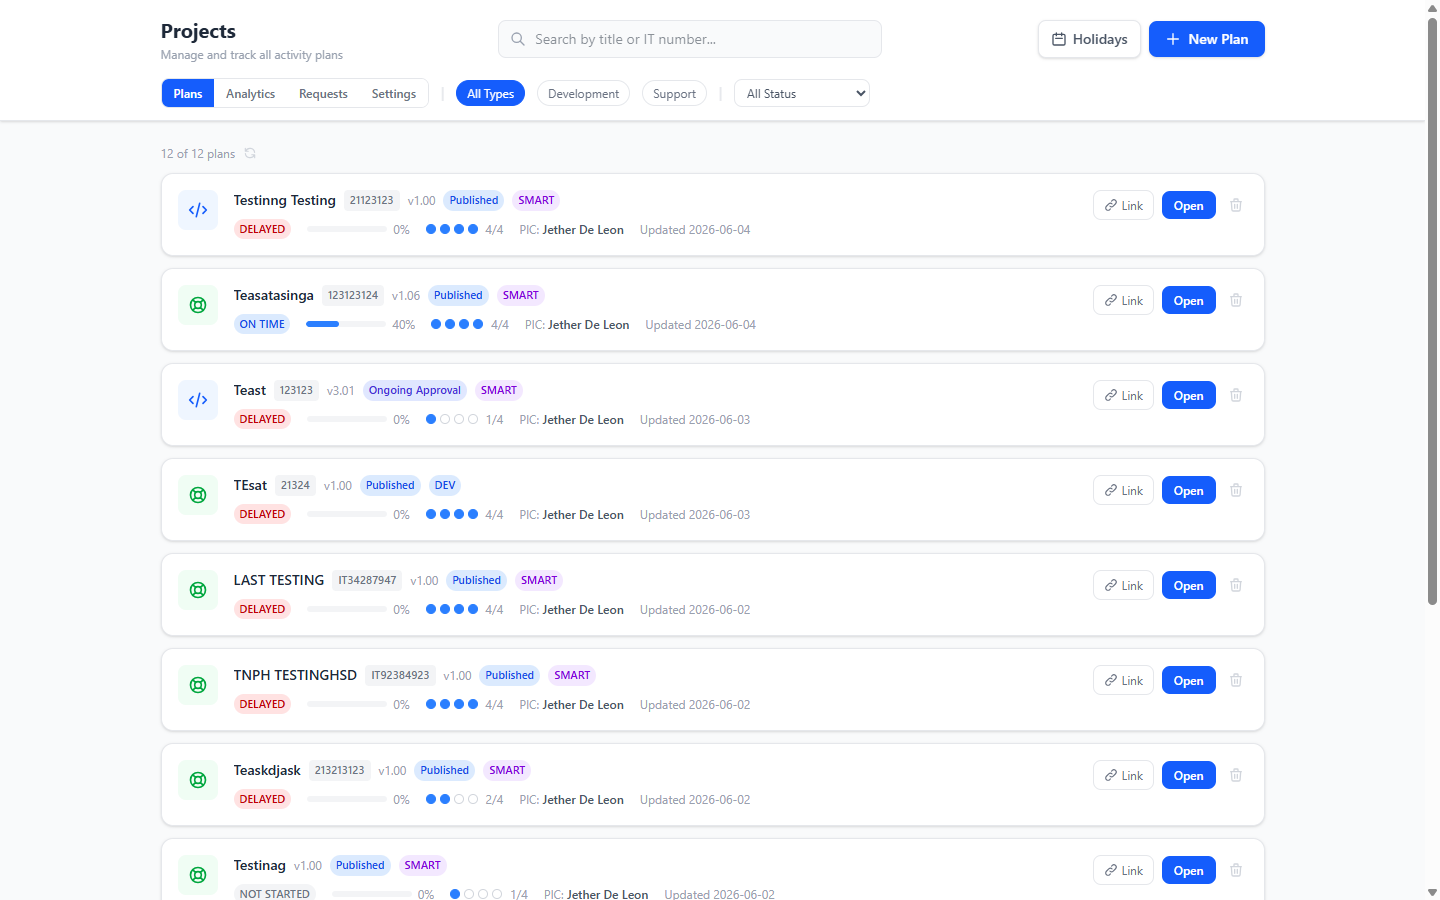 Projects
Manage and track all activity plans
Search by title or IT number...
Holidays
New Plan
Plans Analytics Requests Settings | All Types Development Support | All Status
12 of 12 plans
Testinng Testing 21123123 v1.00 Published SMART
Link Open
DELAYED 0% 4/4 PIC: Jether De Leon Updated 2026-06-04
Teasatasinga 123123124 v1.06 Published SMART
Link Open
ON TIME 40% 4/4 PIC: Jether De Leon Updated 2026-06-04
Teast 123123 v3.01 Ongoing Approval SMART
Link Open
DELAYED 0% 1/4 PIC: Jether De Leon Updated 2026-06-03
TEsat 21324 v1.00 Published DEV
Link Open
DELAYED 0% 4/4 PIC: Jether De Leon Updated 2026-06-03
LAST TESTING IT34287947 v1.00 Published SMART
Link Open
DELAYED 0% 4/4 PIC: Jether De Leon Updated 2026-06-02
TNPH TESTINGHSD IT92384923 v1.00 Published SMART
Link Open
DELAYED 0% 4/4 PIC: Jether De Leon Updated 2026-06-02
Teaskdjask 213213123 v1.00 Published SMART
Link Open
DELAYED 0% 2/4 PIC: Jether De Leon Updated 2026-06-02
Testinag v1.00 Published SMART
Link Open
NOT STARTED 0% 1/4 PIC: Jether De Leon Updated 2026-06-02